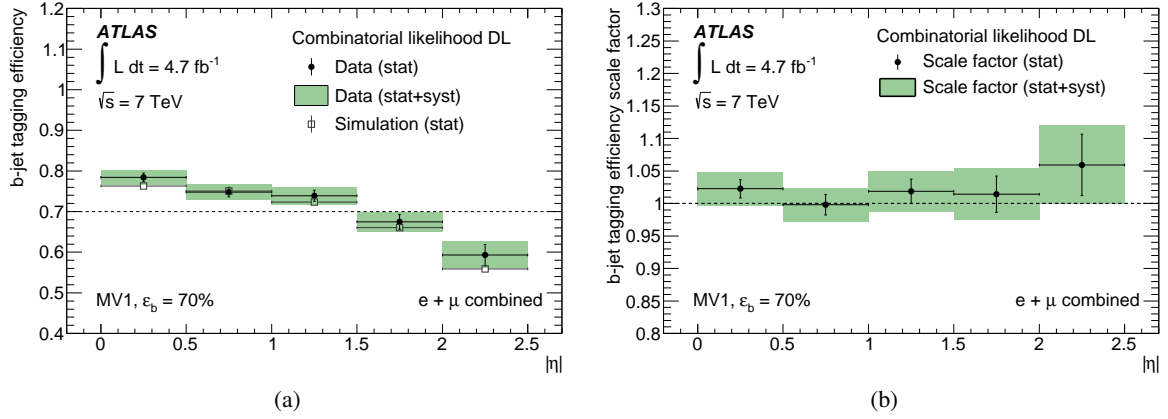 b-jet tagging efficiency
1.2
1.1
1
0.9
0.8
0.7
0.6
0.5
0.4
ATLAS
∫ L dt = 4.7 fb⁻¹
√s = 7 TeV
Combinatorial likelihood DL
Data (stat)
Data (stat+syst)
Simulation (stat)
MV1, ε_b = 70%
e + μ combined
0 0.5 1 1.5 2 2.5
|η|
(a)
b-jet tagging efficiency scale factor
1.2
1.15
1.1
1.05
1
0.95
0.9
0.85
0.8
ATLAS
∫ L dt = 4.7 fb⁻¹
√s = 7 TeV
Combinatorial likelihood DL
Scale factor (stat)
Scale factor (stat+syst)
MV1, ε_b = 70%
e + μ combined
0 0.5 1 1.5 2 2.5
|η|
(b)